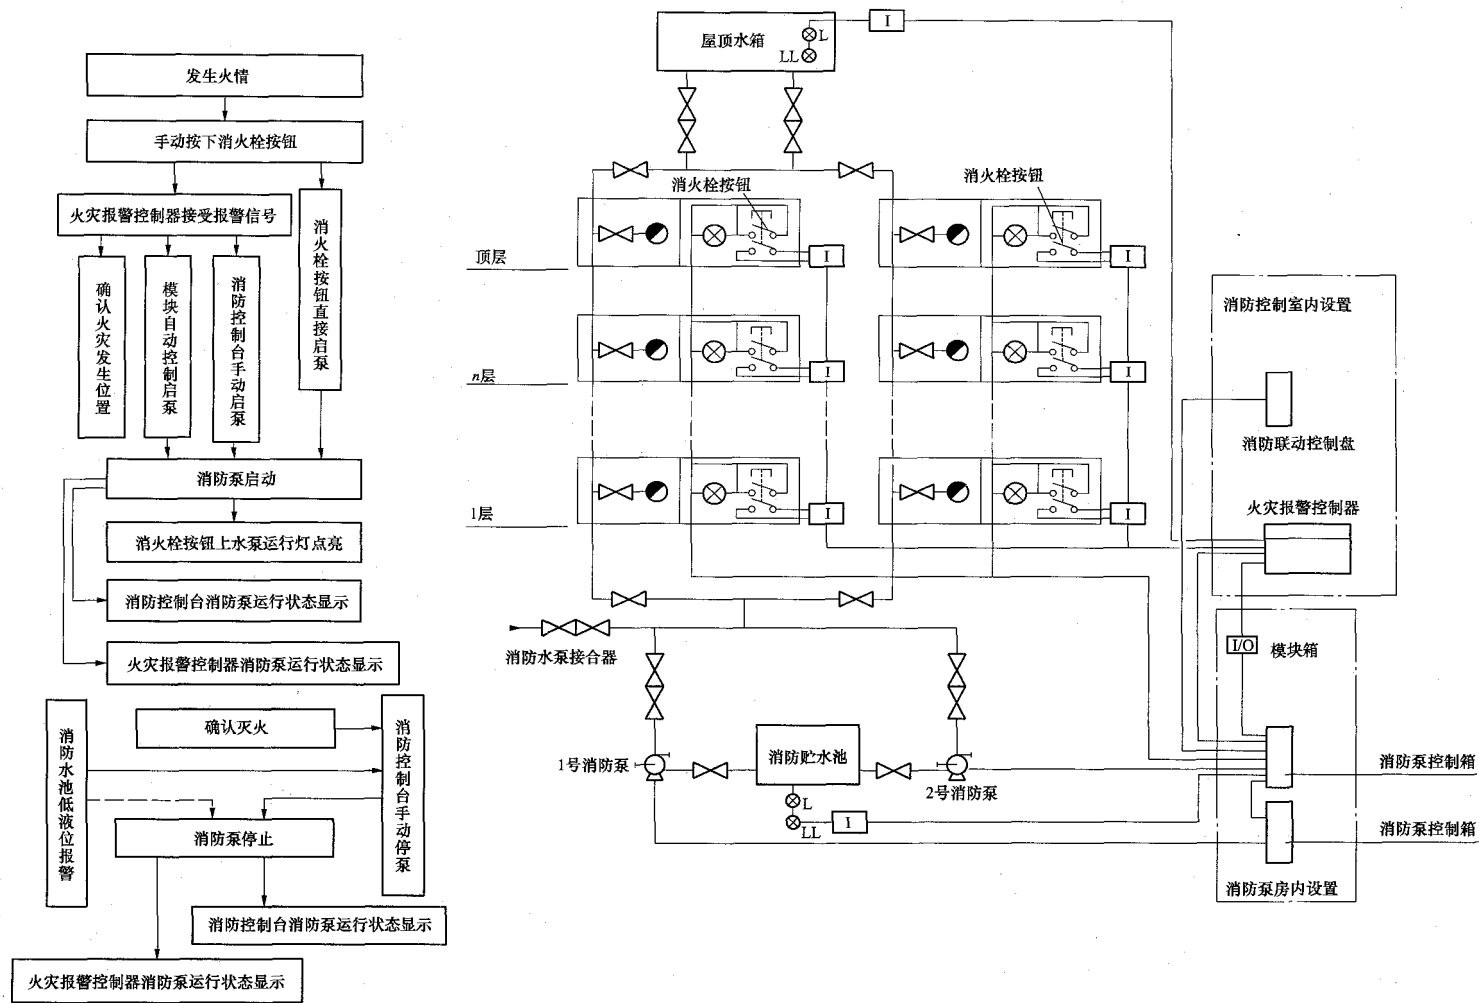 发生火情
手动按下消火栓按钮
火灾报警控制器接受报警信号
消火栓按钮直接启泵
确认火灾发生位置
模块自动控制启泵
消防控制台手动启泵
消防泵启动
消火栓按钮上水泵运行灯点亮
消防控制台消防泵运行状态显示
火灾报警控制器消防泵运行状态显示
消防水池低液位报警
确认灭火
消防控制台手动停泵
消防泵停止
消防控制台消防泵运行状态显示
火灾报警控制器消防泵运行状态显示
屋顶水箱
L
LL
I
消火栓按钮
消火栓按钮
顶层
I
I
n层
I
I
1层
I
I
消防水泵接合器
1号消防泵
消防贮水池
2号消防泵
L
LL
I
消防控制室内设置
消防联动控制盘
火灾报警控制器
I/O
模块箱
消防泵控制箱
消防泵控制箱
消防泵房内设置